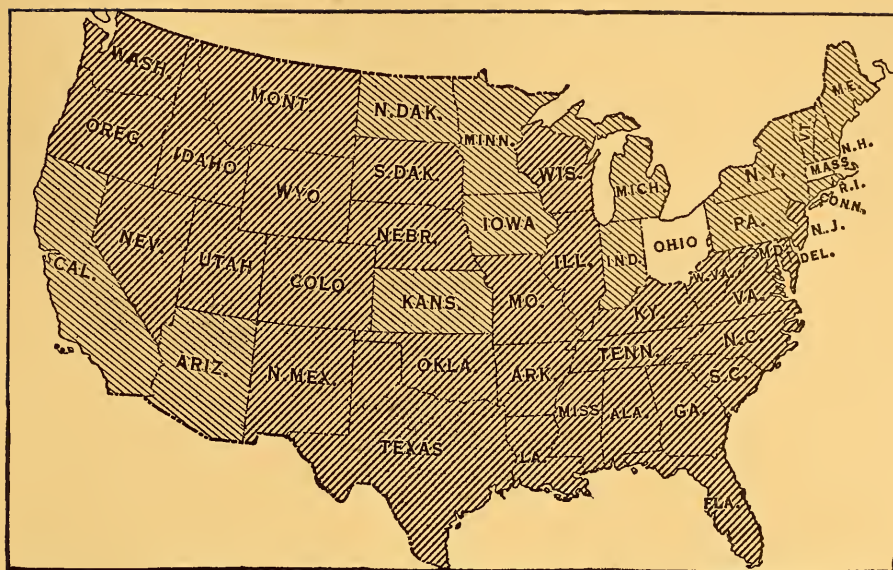 WASH.
MONT.
N.DAK.
MINN.
ME.
OREG.
IDAHO
S.DAK.
WIS.
MICH.
VT.
N.H.
MASS.
N.Y.
R.I.
CONN.
WYO.
IOWA
NEBR.
NEV.
UTAH
COLO.
KANS.
MO.
ILL.
IND.
OHIO
PA.
N.J.
DEL.
MD.
W.VA.
VA.
KY.
CAL.
ARIZ.
N.MEX.
OKLA.
ARK.
TENN.
N.C.
S.C.
MISS
ALA.
GA.
TEXAS
LA.
FLA.